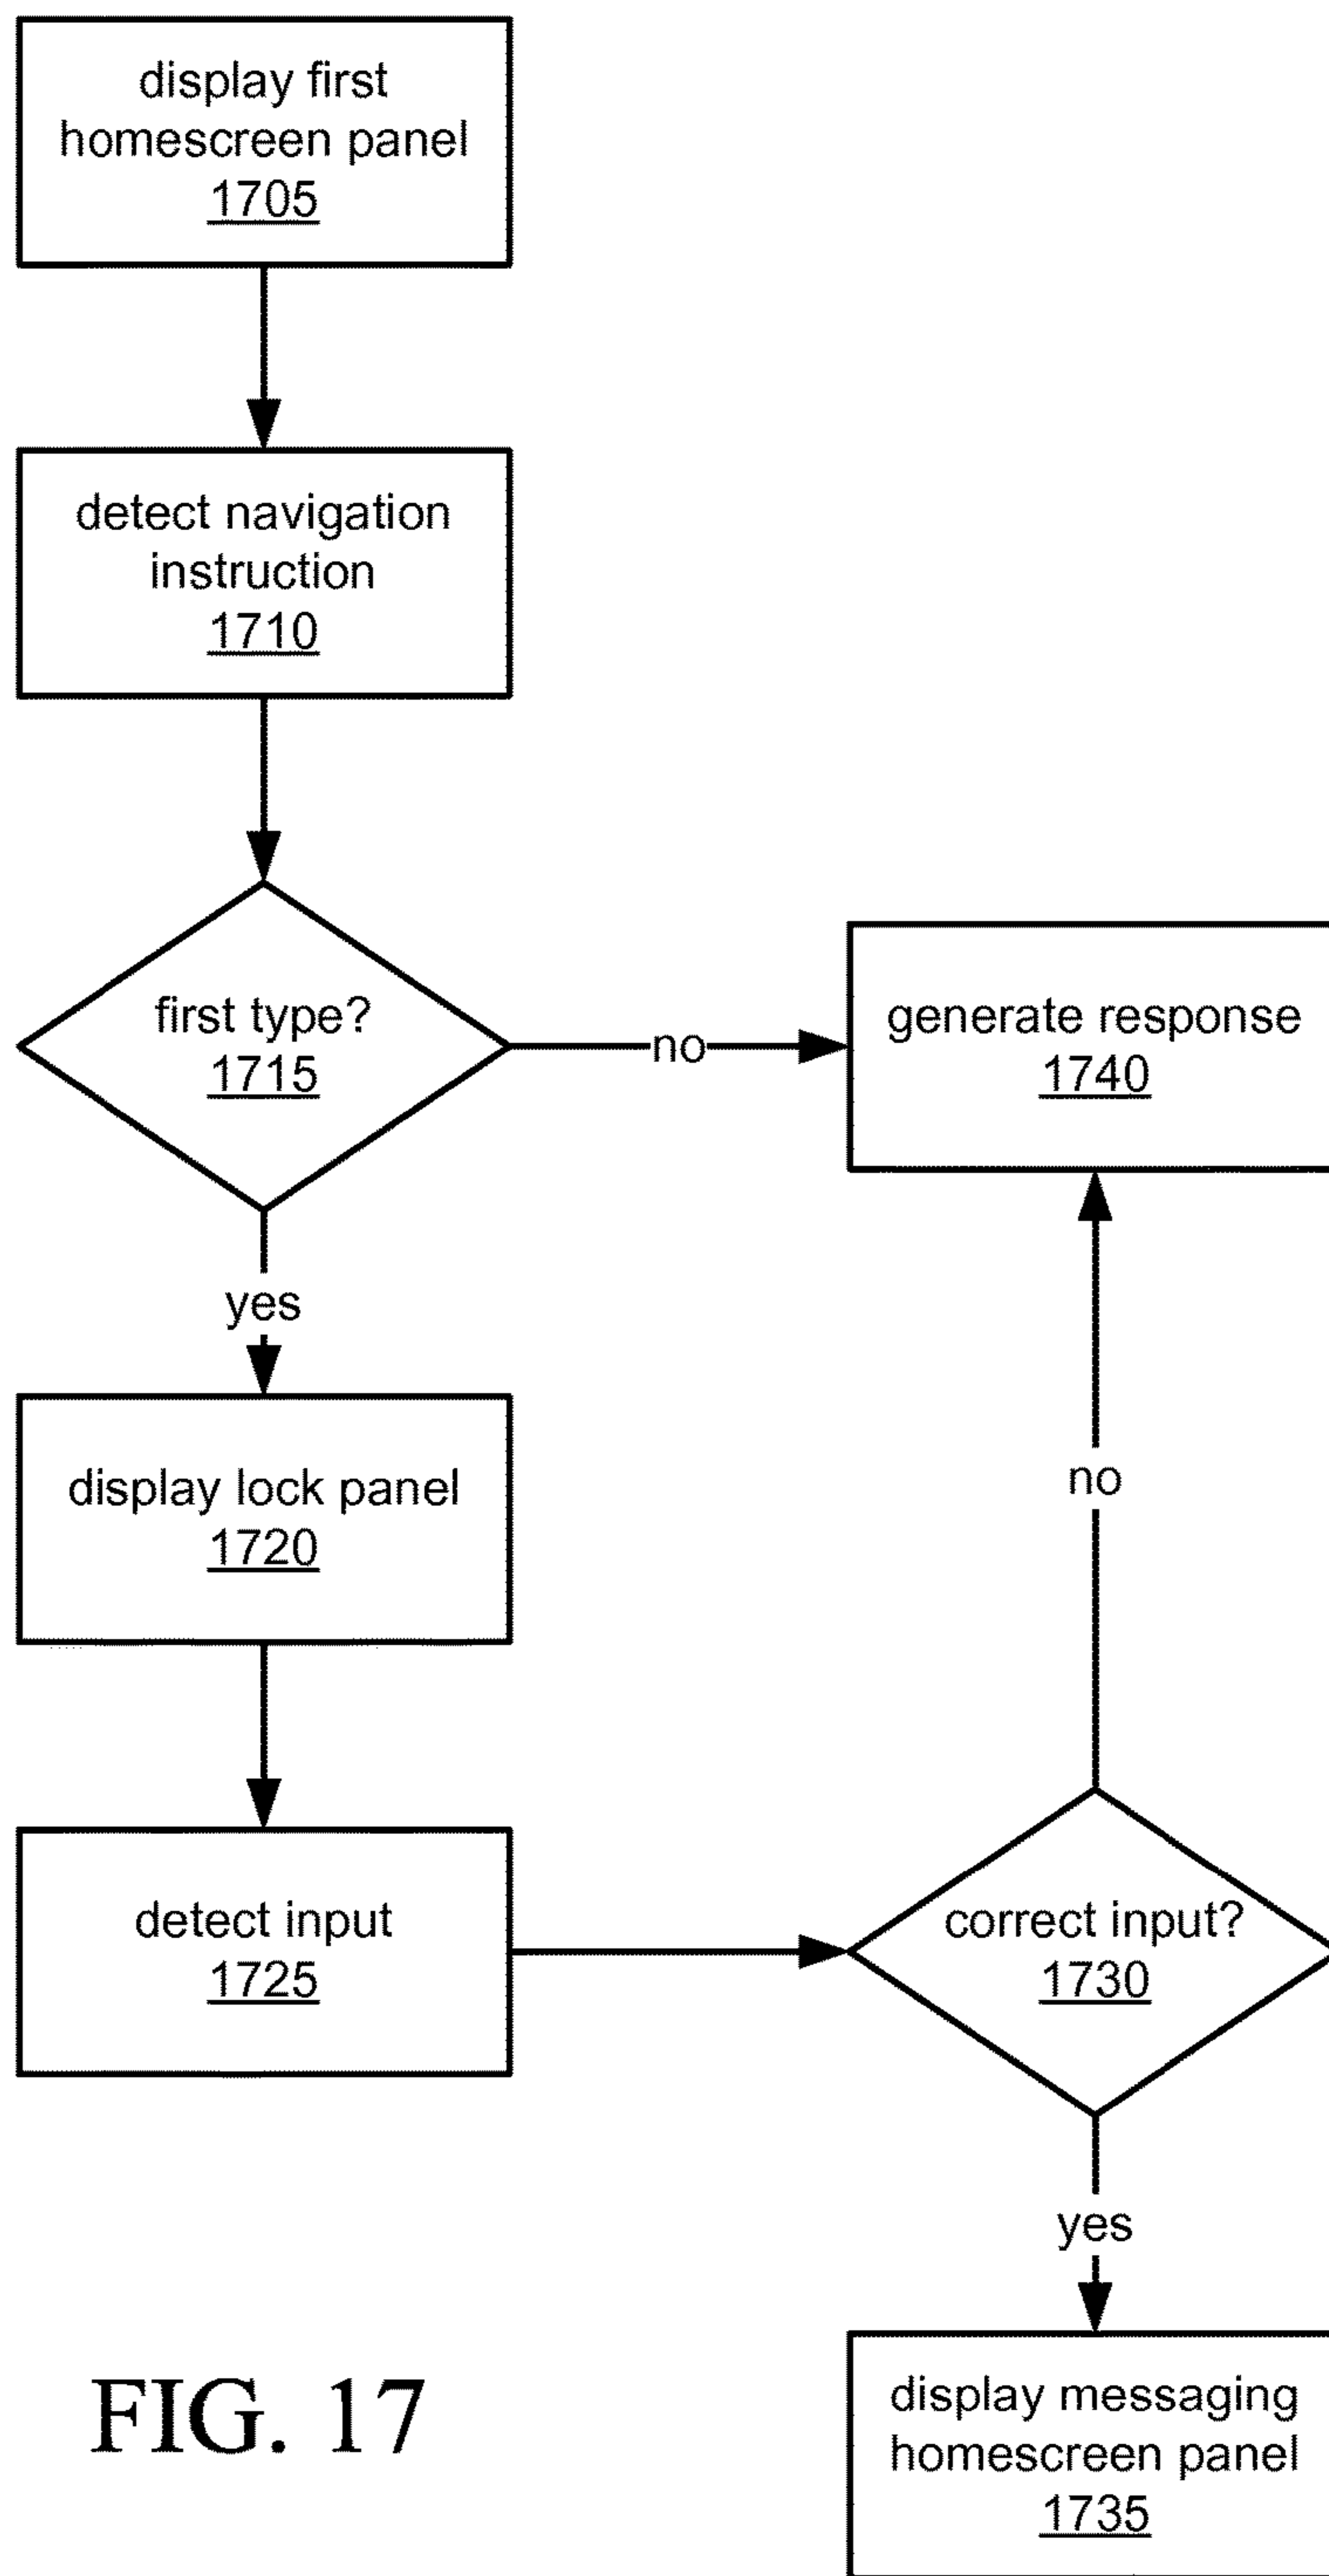 display first
homescreen panel
1705
detect navigation
instruction
1710
first type?
1715
no
generate response
1740
yes
display lock panel
1720
no
detect input
1725
correct input?
1730
yes
display messaging
homescreen panel
1735
FIG. 17